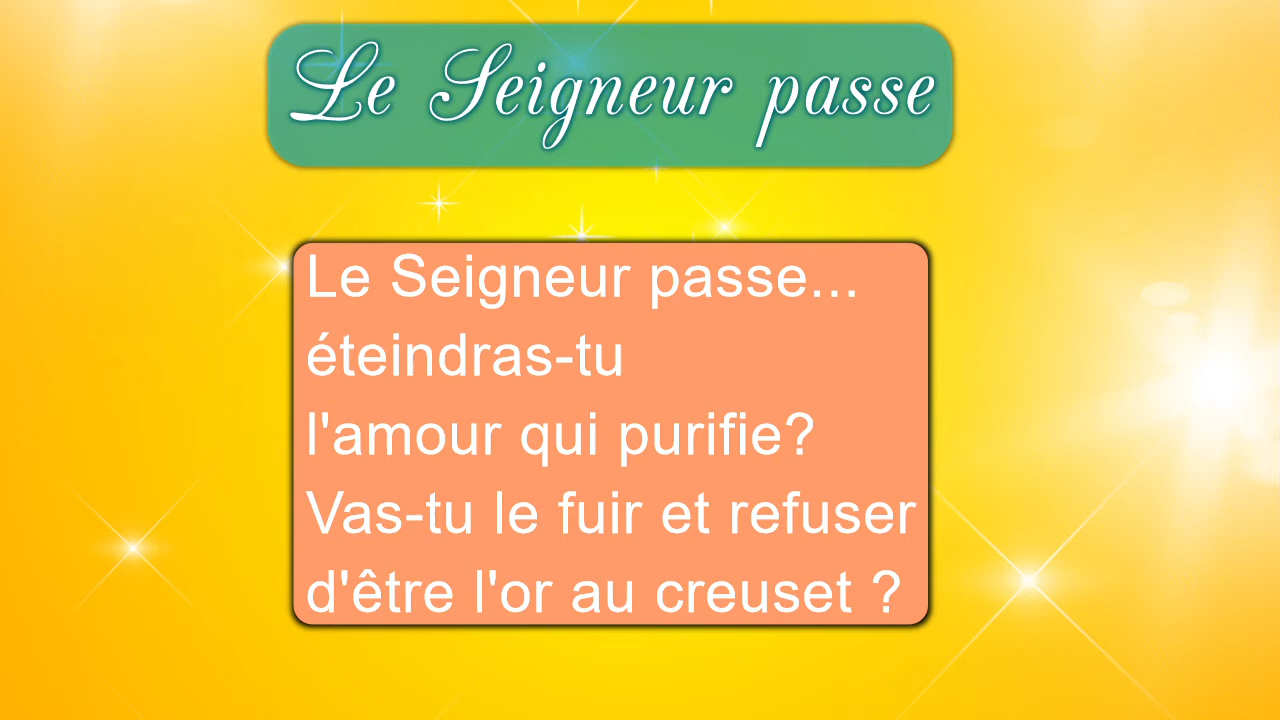 Le Seigneur passe
Le Seigneur passe...
éteindras-tu
l'amour qui purifie?
Vas-tu le fuir et refuser
d'être l'or au creuset ?